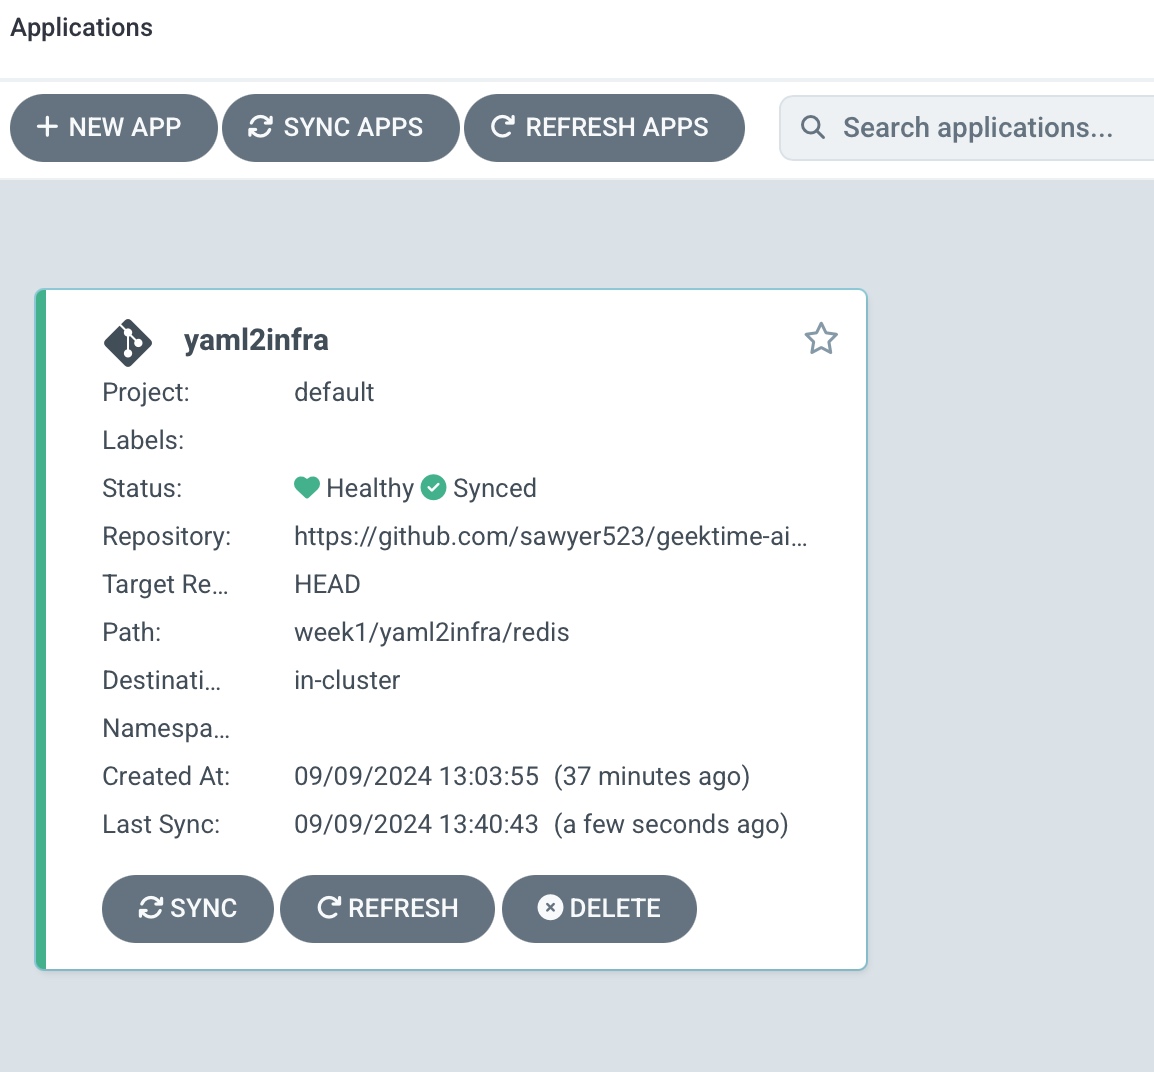 Applications
NEW APP SYNC APPS REFRESH APPS Search applications...
yaml2infra
Project: default
Labels:
Status: Healthy Synced
Repository: https://github.com/sawyer523/geektime-ai...
Target Re... HEAD
Path: week1/yaml2infra/redis
Destinati... in-cluster
Namespa...
Created At: 09/09/2024 13:03:55 (37 minutes ago)
Last Sync: 09/09/2024 13:40:43 (a few seconds ago)
SYNC REFRESH DELETE